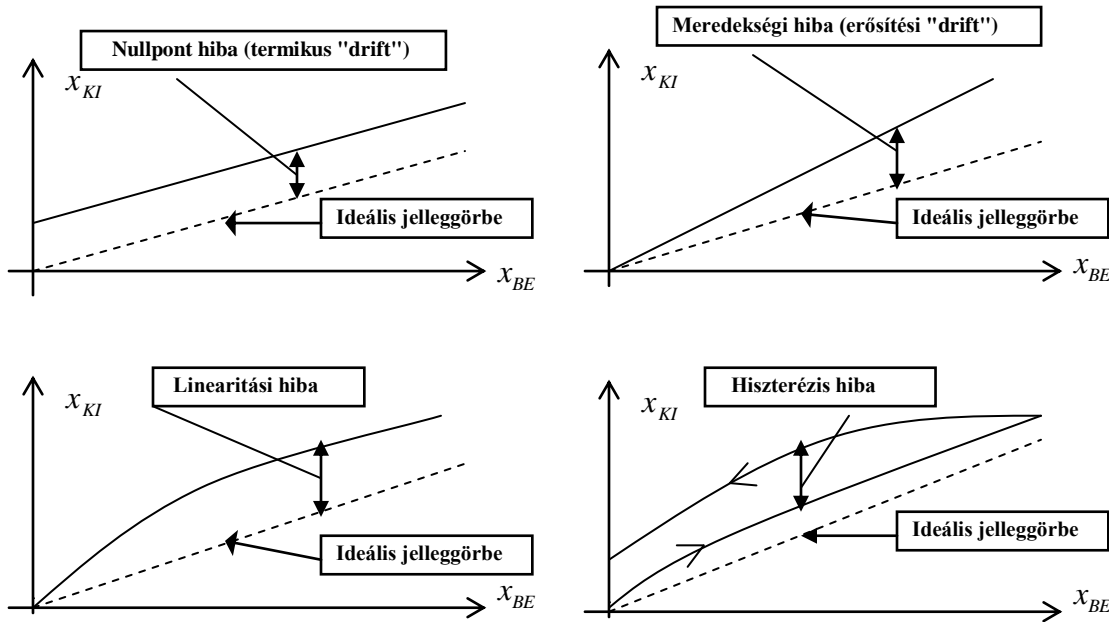 Nullpont hiba (termikus "drift")
x_KI
Ideális jelleggörbe
x_BE
Meredekségi hiba (erősítési "drift")
x_KI
Ideális jelleggörbe
x_BE
Linearitási hiba
x_KI
Ideális jelleggörbe
x_BE
Hiszterézis hiba
x_KI
Ideális jelleggörbe
x_BE